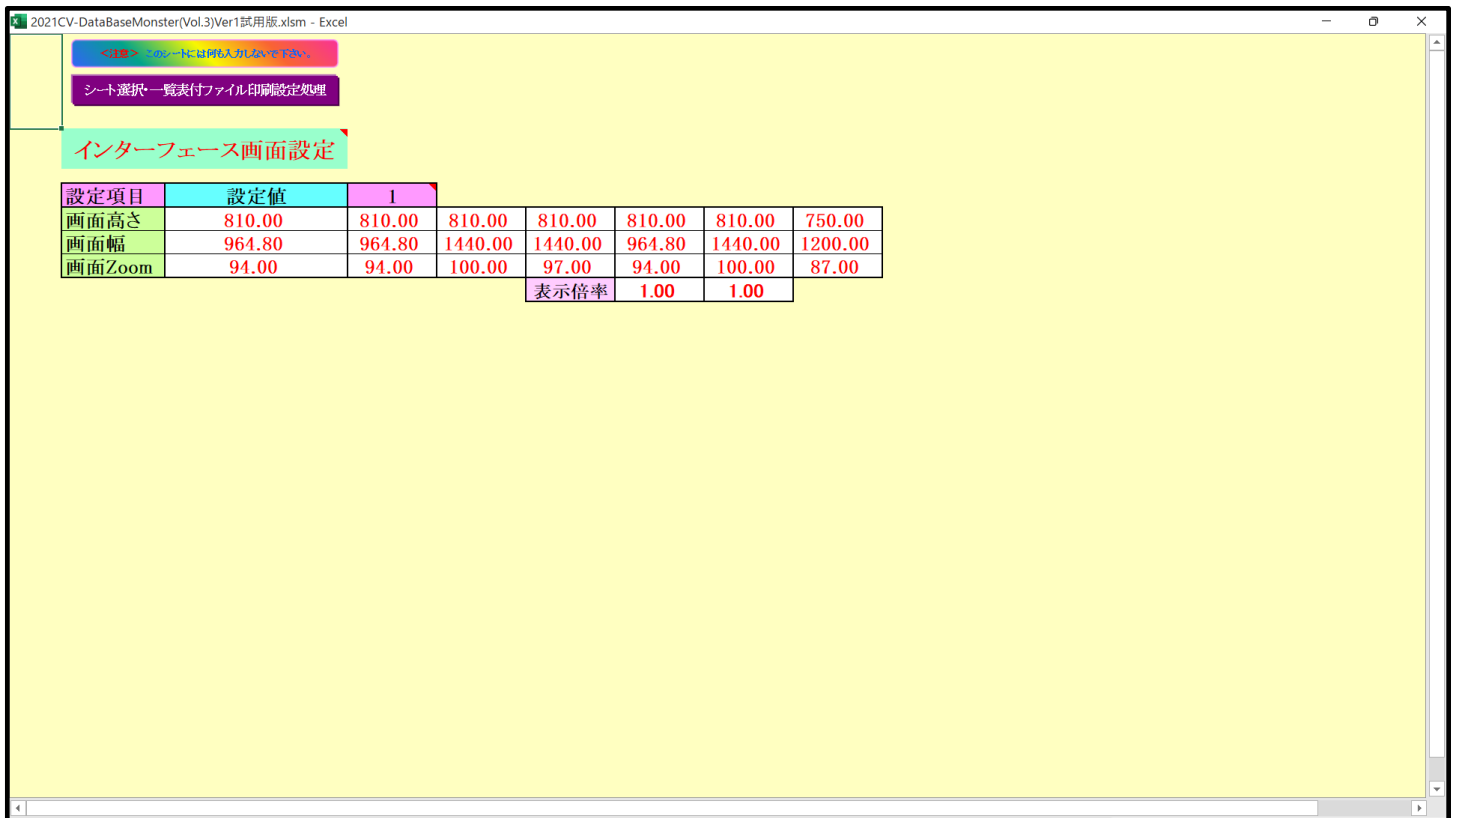 2021CV-DataBaseMonster(Vol.3)Ver1試用版.xlsm - Excel
＜注意＞ このシートには何も入力しないで下さい。
シート選択・一覧表付ファイル印刷設定処理
インターフェース画面設定
設定項目 設定値 1
画面高さ 810.00 810.00 810.00 810.00 810.00 810.00 750.00
画面幅 964.80 964.80 1440.00 1440.00 964.80 1440.00 1200.00
画面Zoom 94.00 94.00 100.00 97.00 94.00 100.00 87.00
表示倍率 1.00 1.00